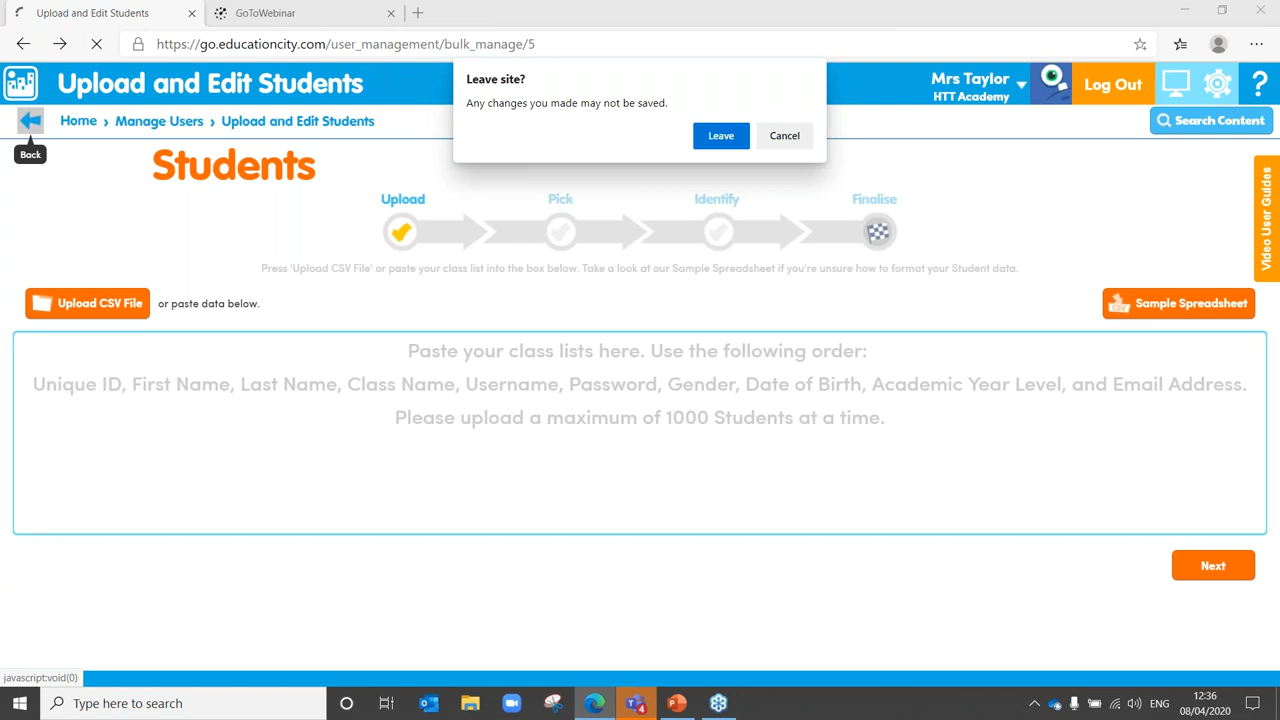 Upload and Edit Students
GoToWebinar
https://go.educationcity.com/user_management/bulk_manage/5
Upload and Edit Students
Mrs Taylor
HTT Academy
Log Out
?
Leave site?
Any changes you made may not be saved.
Leave
Cancel
Home › Manage Users › Upload and Edit Students
Search Content
Back
Students
Upload
Pick
Identify
Finalise
Press 'Upload CSV File' or paste your class list into the box below. Take a look at our Sample Spreadsheet if you're unsure how to format your Student data.
Video User Guides
Upload CSV File
or paste data below.
CSV
Sample Spreadsheet
Paste your class lists here. Use the following order:
Unique ID, First Name, Last Name, Class Name, Username, Password, Gender, Date of Birth, Academic Year Level, and Email Address.
Please upload a maximum of 1000 Students at a time.
Next
javascript:void(0)
Type here to search
4
ENG
12:36
08/04/2020